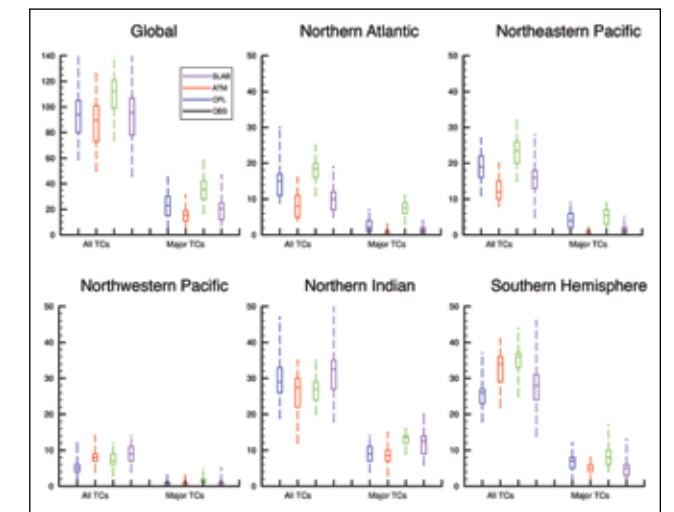 Global
Northern Atlantic
Northeastern Pacific
140
120
100
80
60
40
20
0
SLAB
ATM
CPL
OBS
All TCs
Major TCs
50
40
30
20
10
0
All TCs
Major TCs
50
40
30
20
10
0
All TCs
Major TCs
Northwestern Pacific
Northern Indian
Southern Hemisphere
50
40
30
20
10
0
All TCs
Major TCs
50
40
30
20
10
0
All TCs
Major TCs
50
40
30
20
10
0
All TCs
Major TCs